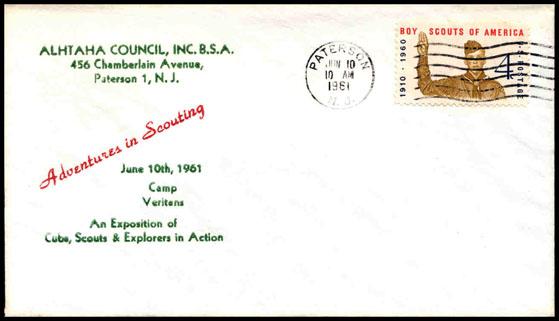 ALHTAHA COUNCIL, INC. B.S.A.
456 Chamberlain Avenue,
Paterson 1, N. J.
Adventures in Scouting
June 10th, 1961
Camp
Veritans
An Exposition of
Cubs, Scouts & Explorers in Action
PATERSON
JUN 10
10 AM
1961
N. J.
BOY SCOUTS OF AMERICA
1910 - 1960
4¢
U.S. POSTAGE